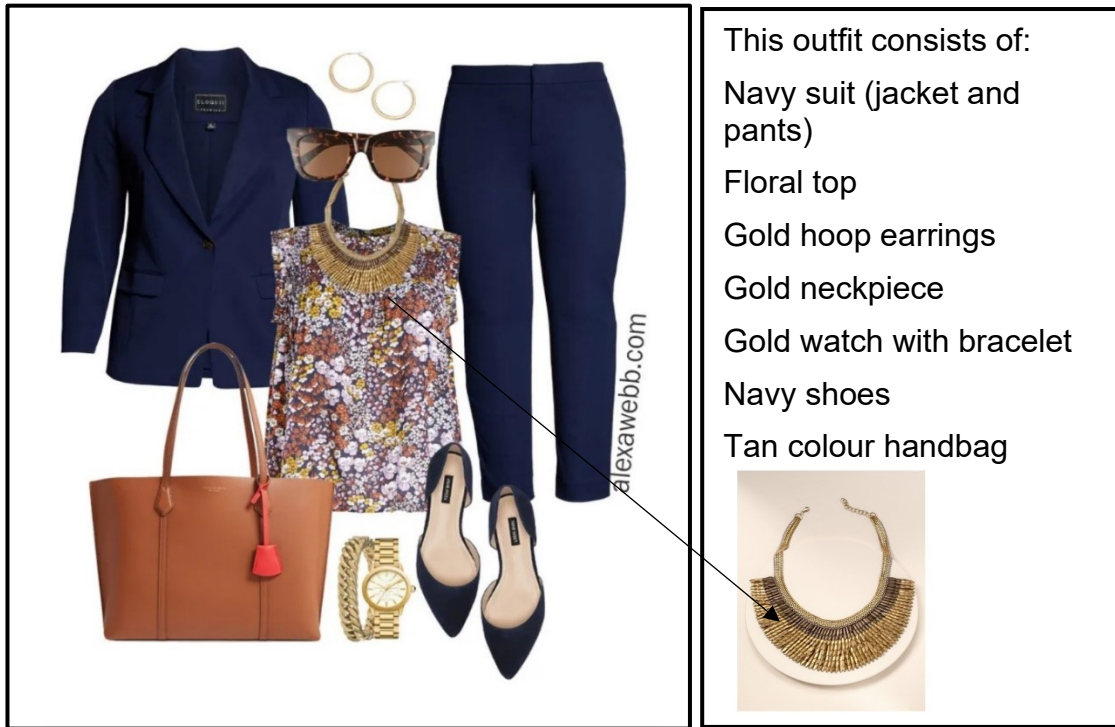 ELOQUII
alexawebb.com
This outfit consists of:
Navy suit (jacket and
pants)
Floral top
Gold hoop earrings
Gold neckpiece
Gold watch with bracelet
Navy shoes
Tan colour handbag